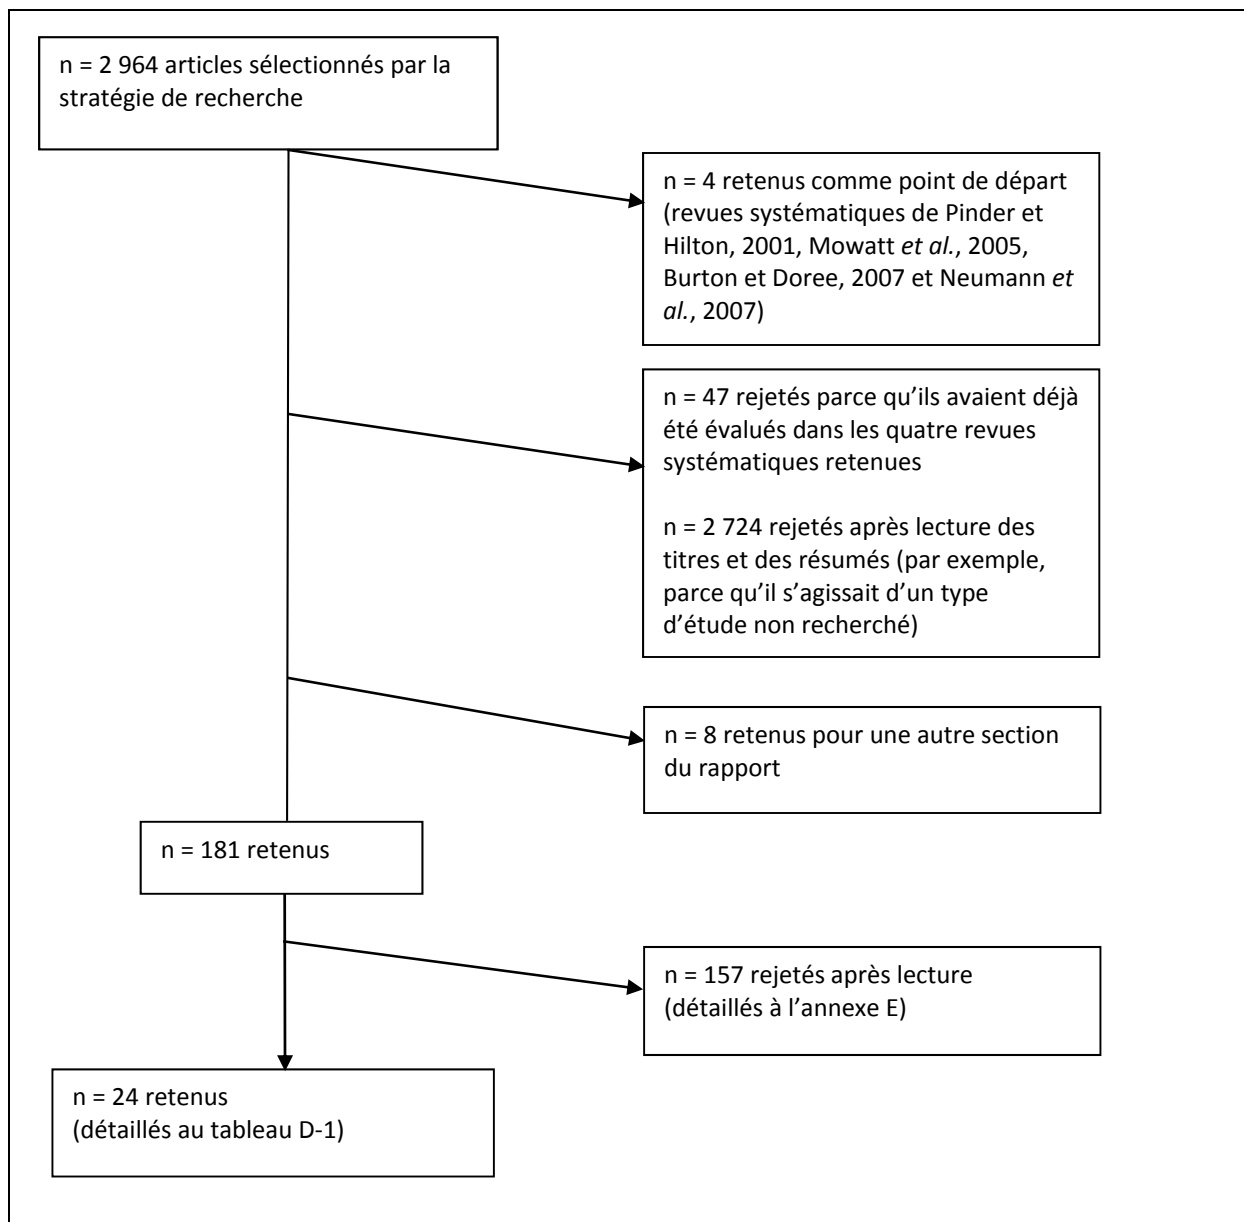 n = 2 964 articles sélectionnés par la
stratégie de recherche
n = 4 retenus comme point de départ
(revues systématiques de Pinder et
Hilton, 2001, Mowatt et al., 2005,
Burton et Doree, 2007 et Neumann et
al., 2007)
n = 47 rejetés parce qu’ils avaient déjà
été évalués dans les quatre revues
systématiques retenues
n = 2 724 rejetés après lecture des
titres et des résumés (par exemple,
parce qu’il s’agissait d’un type
d’étude non recherché)
n = 8 retenus pour une autre section
du rapport
n = 181 retenus
n = 157 rejetés après lecture
(détaillés à l’annexe E)
n = 24 retenus
(détaillés au tableau D-1)